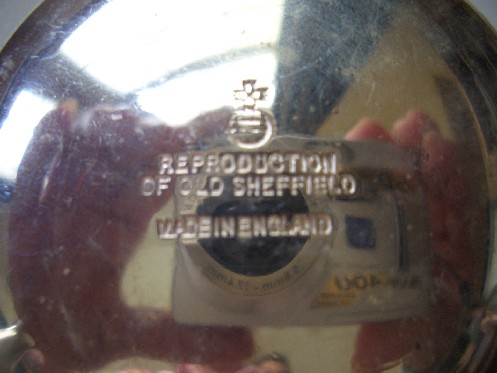 REPRODUCTION
OF OLD SHEFFIELD
MADE IN ENGLAND